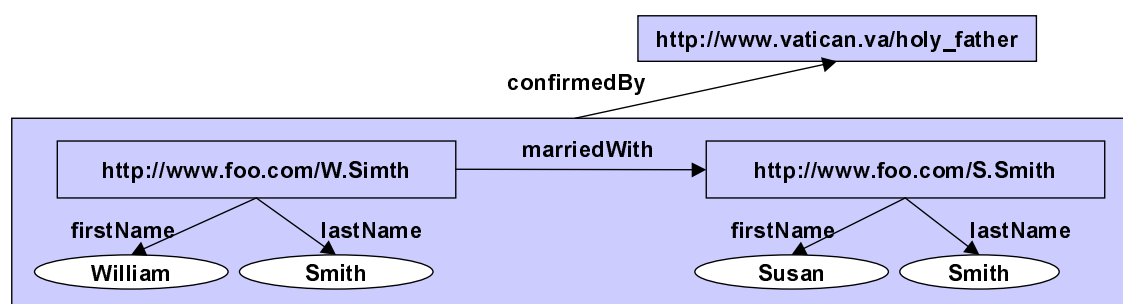 http://www.vatican.va/holy_father
confirmedBy
marriedWith
http://www.foo.com/W.Simth
http://www.foo.com/S.Smith
firstName
lastName
firstName
lastName
William
Smith
Susan
Smith